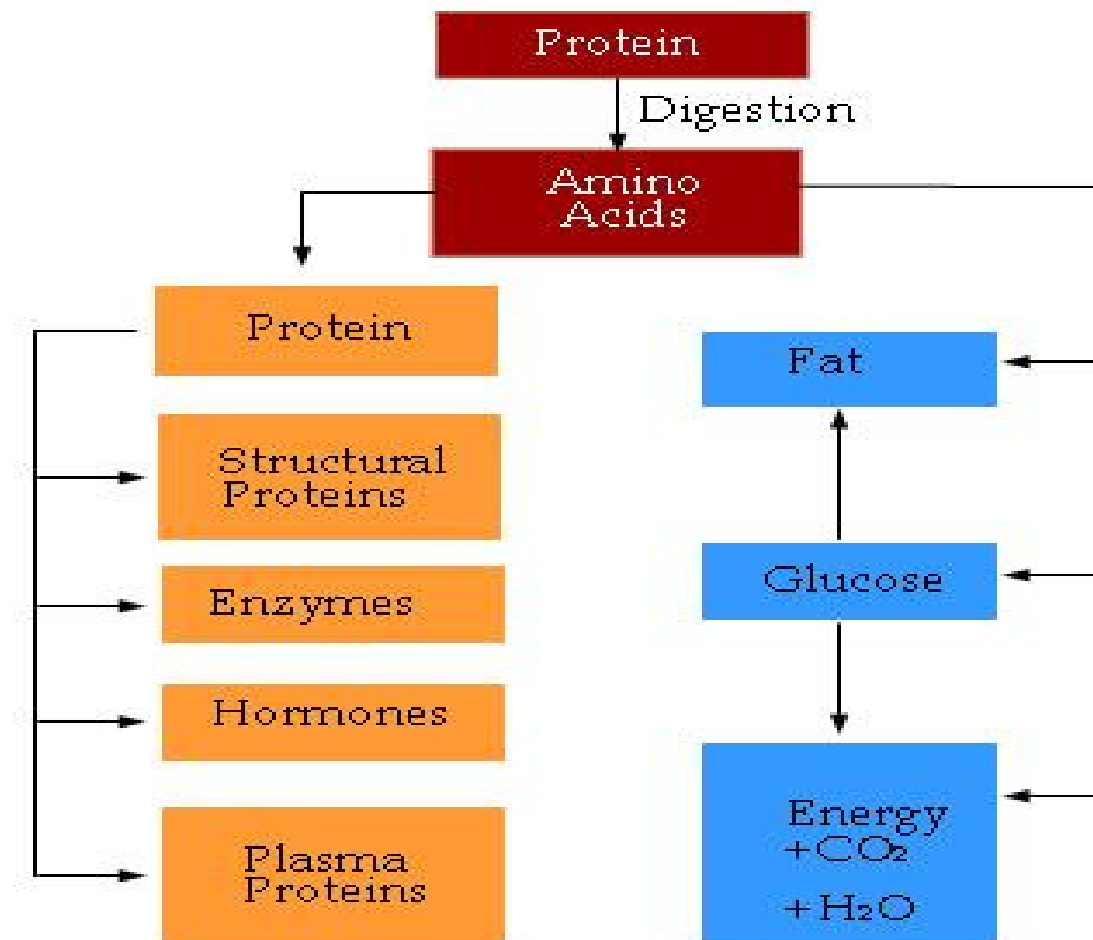 Protein
Digestion
Amino
Acids
Protein
Structural
Proteins
Enzymes
Hormones
Plasma
Proteins
Fat
Glucose
Energy
+CO₂
+H₂O